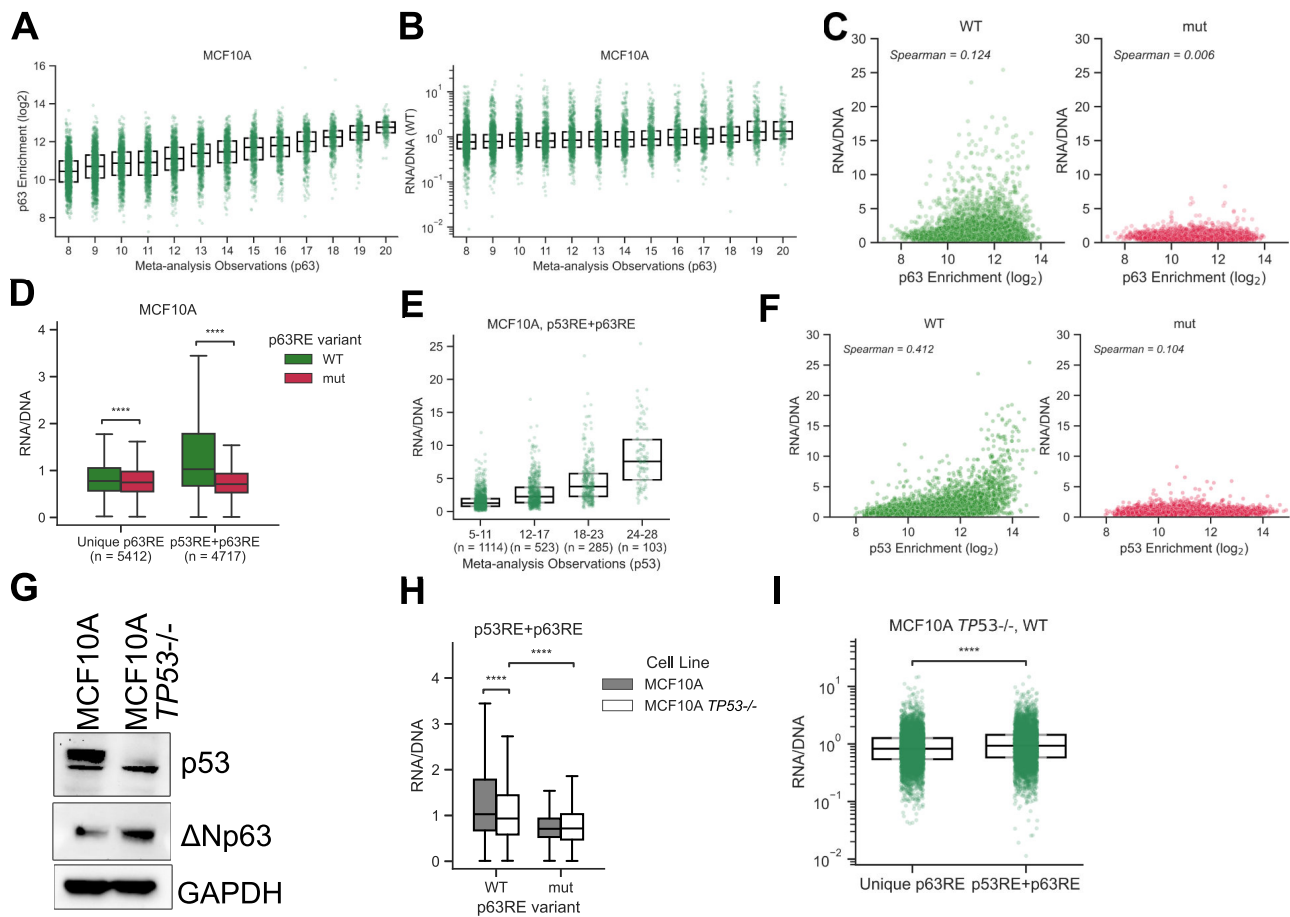 A
MCF10A
p63 Enrichment (log2)
16
14
12
10
8
8 9 10 11 12 13 14 15 16 17 18 19 20
Meta-analysis Observations (p63)
B
MCF10A
RNA/DNA (WT)
10¹
10⁰
10⁻¹
10⁻²
8 9 10 11 12 13 14 15 16 17 18 19 20
Meta-analysis Observations (p63)
C
WT
Spearman = 0.124
RNA/DNA
30
25
20
15
10
5
0
8 10 12 14
p63 Enrichment (log₂)
mut
Spearman = 0.006
RNA/DNA
30
25
20
15
10
5
0
8 10 12 14
p63 Enrichment (log₂)
D
MCF10A
RNA/DNA
4
3
2
1
0
****
****
p63RE variant
WT
mut
Unique p63RE p53RE+p63RE
(n = 5412) (n = 4717)
E
MCF10A, p53RE+p63RE
RNA/DNA
25
20
15
10
5
0
5-11 12-17 18-23 24-28
(n = 1114) (n = 523) (n = 285) (n = 103)
Meta-analysis Observations (p53)
F
WT
Spearman = 0.412
RNA/DNA
30
25
20
15
10
5
0
8 10 12 14
p53 Enrichment (log₂)
mut
Spearman = 0.104
RNA/DNA
30
25
20
15
10
5
0
8 10 12 14
p53 Enrichment (log₂)
G
MCF10A
MCF10A
TP53-/-
p53
ΔNp63
GAPDH
H
p53RE+p63RE
RNA/DNA
4
3
2
1
0
****
****
Cell Line
MCF10A
MCF10A TP53-/-
WT mut
p63RE variant
I
MCF10A TP53-/-, WT
****
RNA/DNA
10¹
10⁰
10⁻¹
10⁻²
Unique p63RE p53RE+p63RE